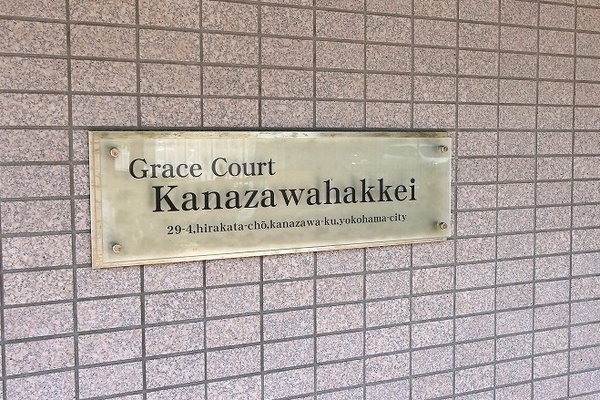 Grace Court
Kanazawahakkei
29-4,hirakata-chō,kanazawa-ku,yokohama-city